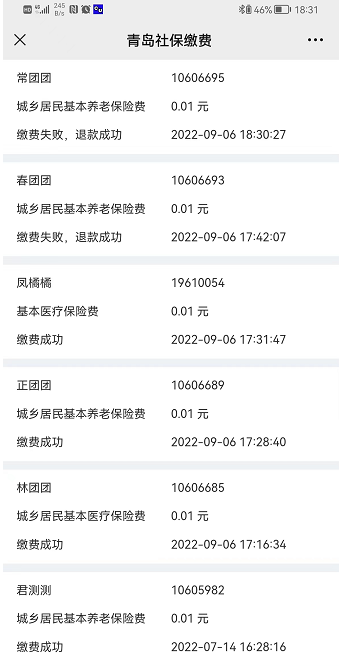 HD 4G 245 B/s 46% 18:31
青岛社保缴费
常团团 10606695
城乡居民基本养老保险费 0.01 元
缴费失败，退款成功 2022-09-06 18:30:27
春团团 10606693
城乡居民基本养老保险费 0.01 元
缴费失败，退款成功 2022-09-06 17:42:07
凤橘橘 19610054
基本医疗保险费 0.01 元
缴费成功 2022-09-06 17:31:47
正团团 10606689
城乡居民基本养老保险费 0.01 元
缴费成功 2022-09-06 17:28:40
林团团 10606685
城乡居民基本医疗保险费 0.01 元
缴费成功 2022-09-06 17:16:34
君测测 10605982
城乡居民基本养老保险费 0.01 元
缴费成功 2022-07-14 16:28:16